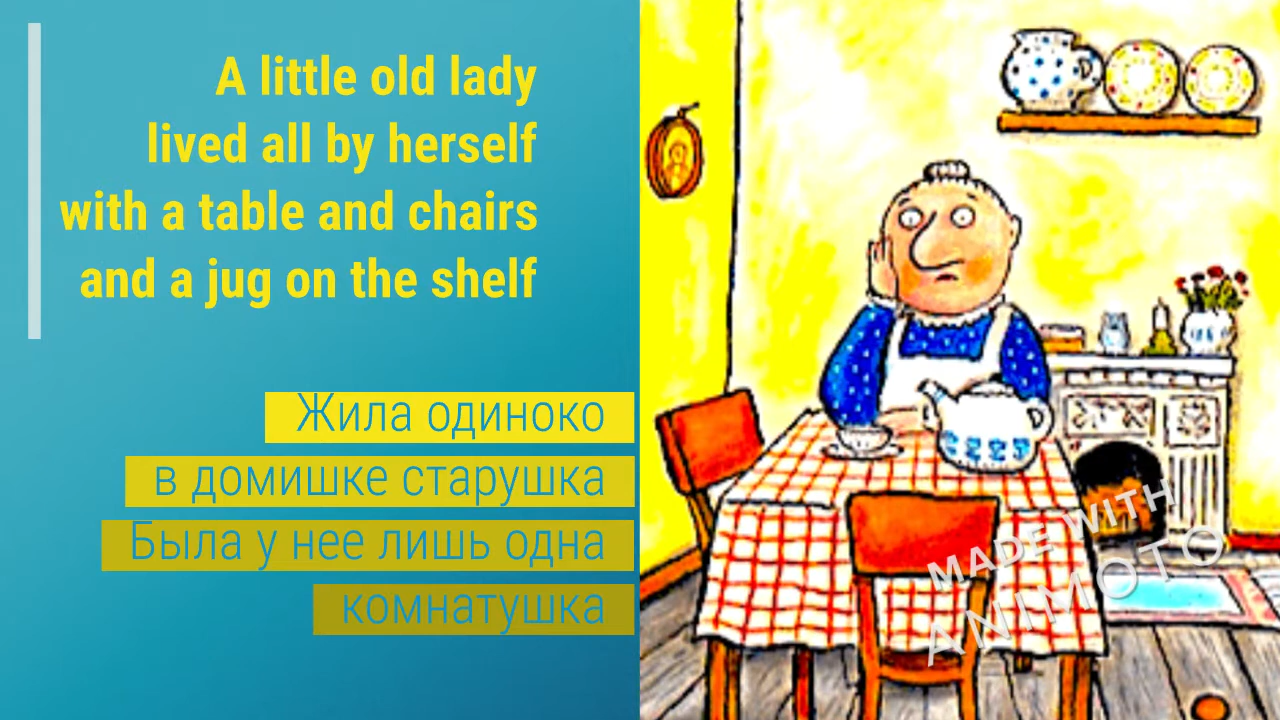 A little old lady
lived all by herself
with a table and chairs
and a jug on the shelf
Жила одиноко
в домишке старушка
Была у нее лишь одна
комнатушка
MADE WITH
ANIMOTO